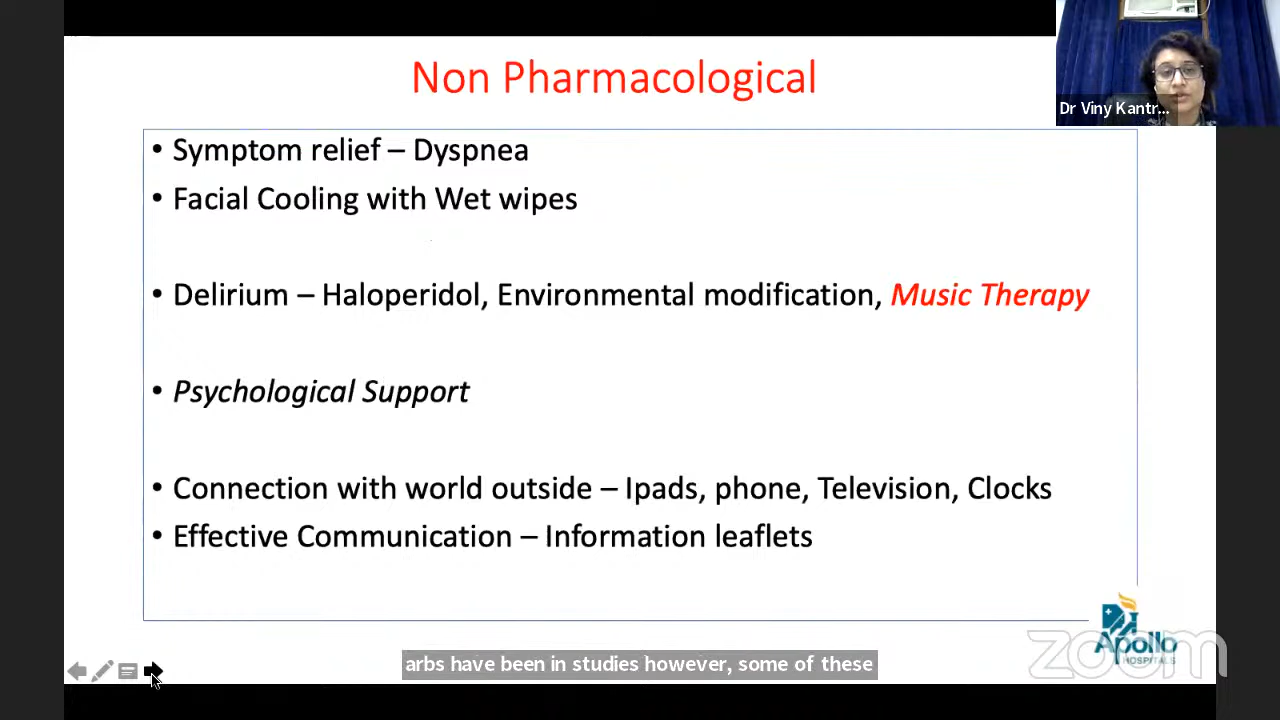 Non Pharmacological
Dr Viny Kantr...
• Symptom relief – Dyspnea
• Facial Cooling with Wet wipes
• Delirium – Haloperidol, Environmental modification, Music Therapy
• Psychological Support
• Connection with world outside – Ipads, phone, Television, Clocks
• Effective Communication – Information leaflets
zoom
Apollo
HOSPITALS
arbs have been in studies however, some of these